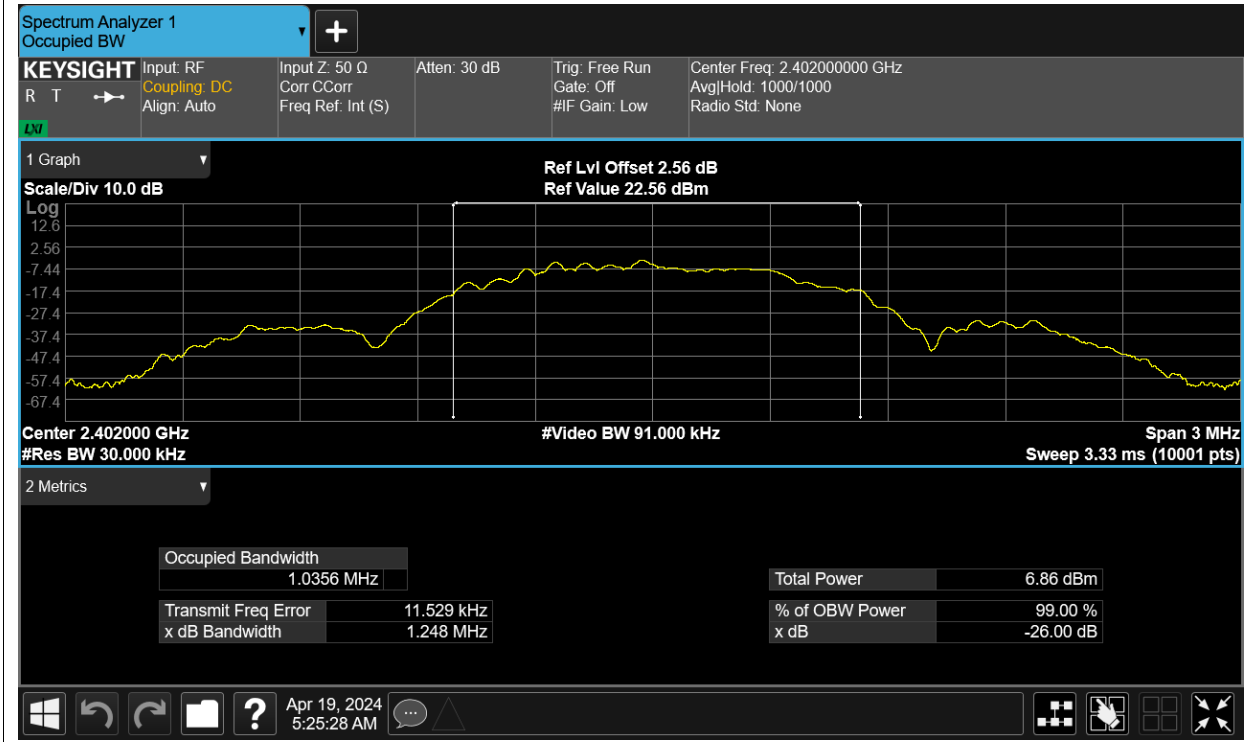 Spectrum Analyzer 1
Occupied BW
KEYSIGHT
R T
LXI
Input: RF
Coupling: DC
Align: Auto
Input Z: 50 Ω
Corr CCorr
Freq Ref: Int (S)
Atten: 30 dB
Trig: Free Run
Gate: Off
#IF Gain: Low
Center Freq: 2.402000000 GHz
Avg|Hold: 1000/1000
Radio Std: None
1 Graph
Scale/Div 10.0 dB
Ref Lvl Offset 2.56 dB
Ref Value 22.56 dBm
Log
12.6
2.56
-7.44
-17.4
-27.4
-37.4
-47.4
-57.4
-67.4
Center 2.402000 GHz
#Video BW 91.000 kHz
Span 3 MHz
#Res BW 30.000 kHz
Sweep 3.33 ms (10001 pts)
2 Metrics
Occupied Bandwidth
1.0356 MHz
Total Power 6.86 dBm
Transmit Freq Error 11.529 kHz
% of OBW Power 99.00 %
x dB Bandwidth 1.248 MHz
x dB -26.00 dB
?
Apr 19, 2024
5:25:28 AM